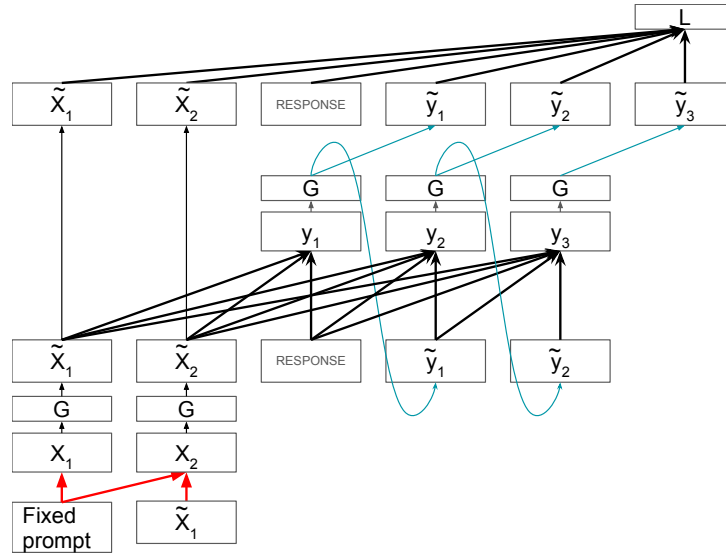 L
X̃₁ X̃₂ RESPONSE ỹ₁ ỹ₂ ỹ₃
G G G
y₁ y₂ y₃
X̃₁ X̃₂ RESPONSE ỹ₁ ỹ₂
G G
X₁ X₂
Fixed
prompt
X̃₁